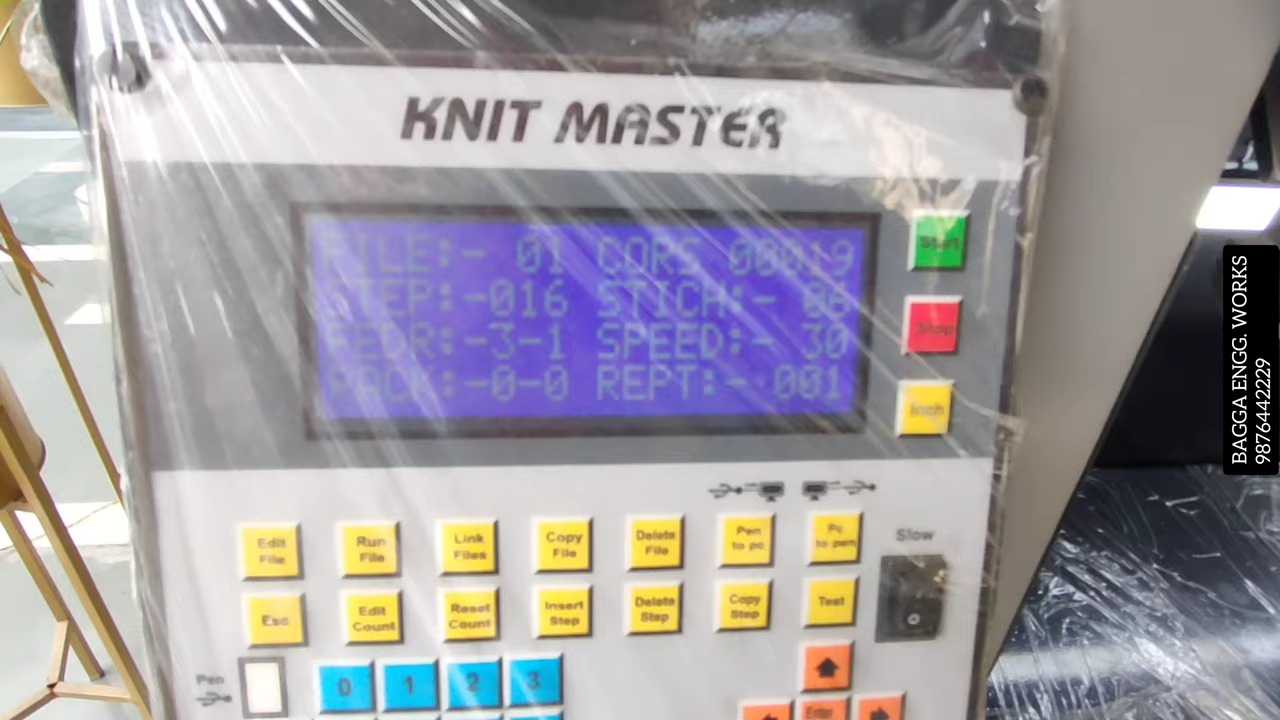 KNIT MASTER
FILE:- 01 CORS 00019
STEP:-016 STICH:- 06
FEDR:-3-1 SPEED:- 30
RACK:-0-0 REPT:- 001
Start
Stop
Inch
Edit File
Run File
Link Files
Copy File
Delete File
Pen to pc
Pc to pen
Slow
Esc
Edit Count
Reset Count
Insert Step
Delete Step
Copy Step
Test
Pen
0
1
2
3
Enter
BAGGA ENGG. WORKS
9876442229